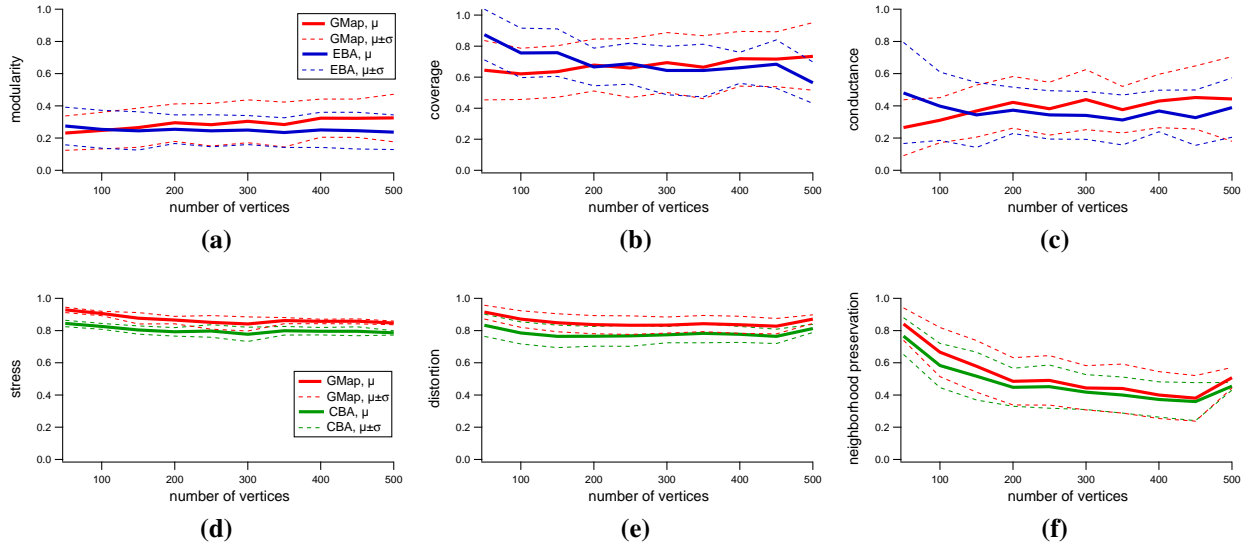 1.0
0.8
0.6
0.4
0.2
0.0
modularity
100
200
300
400
500
number of vertices
GMap, μ
GMap, μ±σ
EBA, μ
EBA, μ±σ
(a)
1.0
0.8
0.6
0.4
0.2
0.0
coverage
100
200
300
400
500
number of vertices
(b)
1.0
0.8
0.6
0.4
0.2
0.0
conductance
100
200
300
400
500
number of vertices
(c)
1.0
0.8
0.6
0.4
0.2
0.0
stress
100
200
300
400
500
number of vertices
GMap, μ
GMap, μ±σ
CBA, μ
CBA, μ±σ
(d)
1.0
0.8
0.6
0.4
0.2
0.0
distortion
100
200
300
400
500
number of vertices
(e)
1.0
0.8
0.6
0.4
0.2
0.0
neighborhood preservation
100
200
300
400
500
number of vertices
(f)